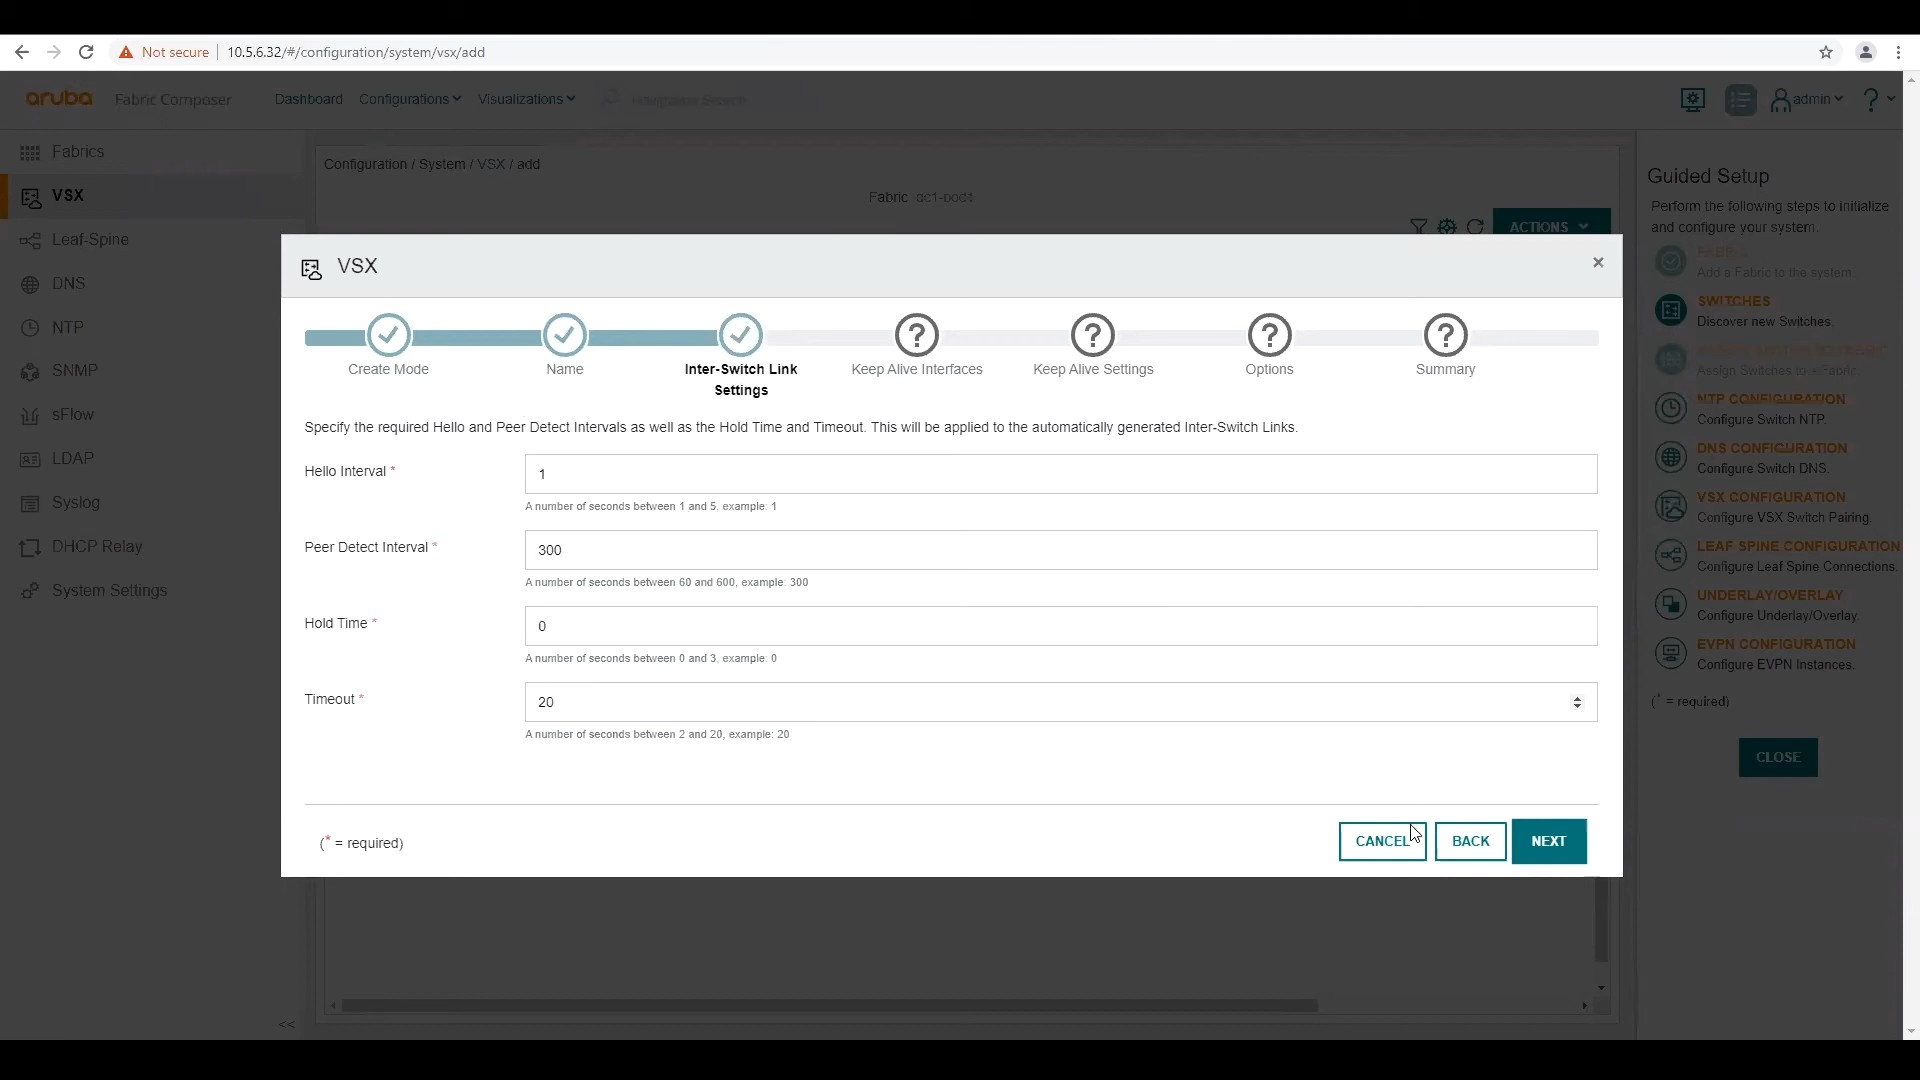 Not secure | 10.5.6.32/#/configuration/system/vsx/add
aruba Fabric Composer Dashboard Configurations Visualizations admin ?
Fabrics
VSX
Leaf-Spine
DNS
NTP
SNMP
sFlow
LDAP
Syslog
DHCP Relay
System Settings
<<
Configuration / System / VSX / add
Fabric
ACTIONS
VSX
×
Create Mode
Name
Inter-Switch Link
Settings
? Keep Alive Interfaces
? Keep Alive Settings
? Options
? Summary
Specify the required Hello and Peer Detect Intervals as well as the Hold Time and Timeout. This will be applied to the automatically generated Inter-Switch Links.
Hello Interval *
1
A number of seconds between 1 and 5, example: 1
Peer Detect Interval *
300
A number of seconds between 60 and 600, example: 300
Hold Time *
0
A number of seconds between 0 and 3, example: 0
Timeout *
20
A number of seconds between 2 and 20, example: 20
(* = required)
CANCEL
BACK
NEXT
Guided Setup
Perform the following steps to initialize
and configure your system.
FABRIC
Add a Fabric to the system.
SWITCHES
Discover new Switches.
Assign Switches to a Fabric
NTP CONFIGURATION
Configure Switch NTP.
DNS CONFIGURATION
Configure Switch DNS.
VSX CONFIGURATION
Configure VSX Switch Pairing.
LEAF SPINE CONFIGURATION
Configure Leaf Spine Connections.
UNDERLAY/OVERLAY
Configure Underlay/Overlay.
EVPN CONFIGURATION
Configure EVPN Instances.
(* = required)
CLOSE